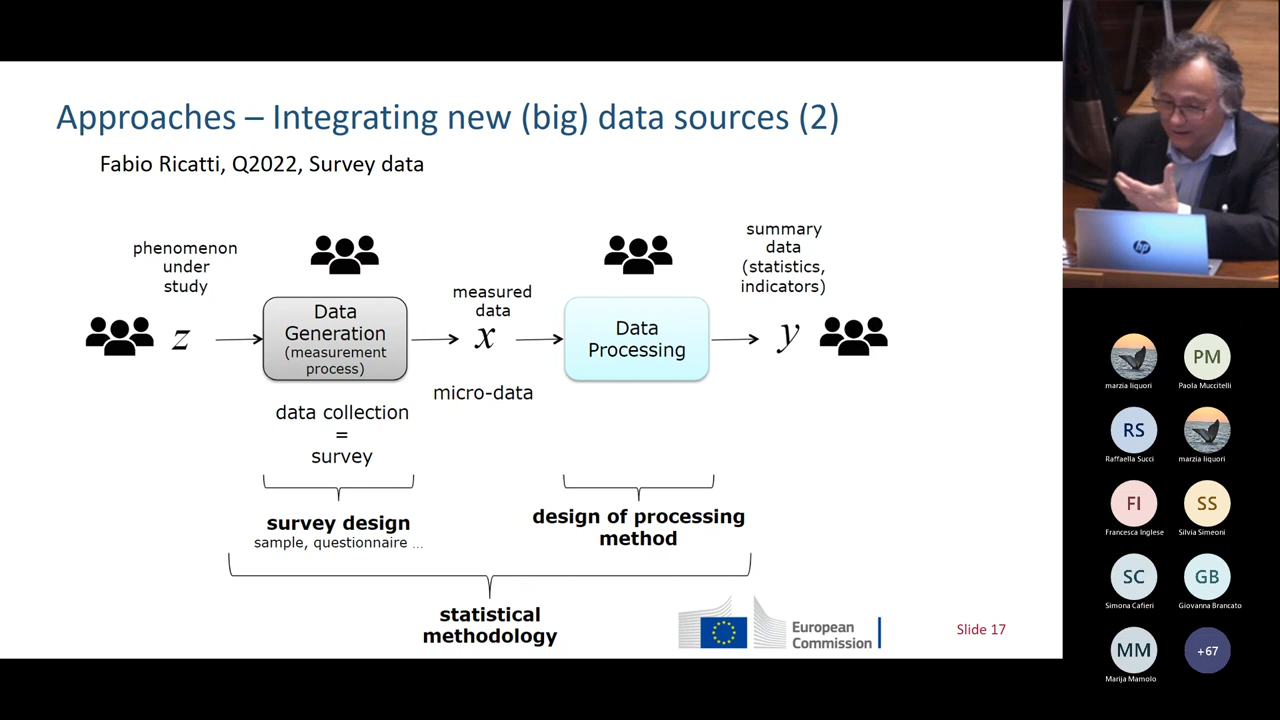 Approaches – Integrating new (big) data sources (2)
Fabio Ricatti, Q2022, Survey data
phenomenon
under
study
z
Data
Generation
(measurement
process)
data collection
=
survey
measured
data
x
micro-data
Data
Processing
summary
data
(statistics,
indicators)
y
survey design
sample, questionnaire ...
design of processing
method
statistical
methodology
European
Commission
Slide 17
hp
marzia liquori
PM
Paola Muccitelli
RS
Raffaella Succi
marzia liquori
FI
Francesca Inglese
SS
Silvia Simeoni
SC
Simona Cafieri
GB
Giovanna Brancato
MM
Marija Mamolo
+67